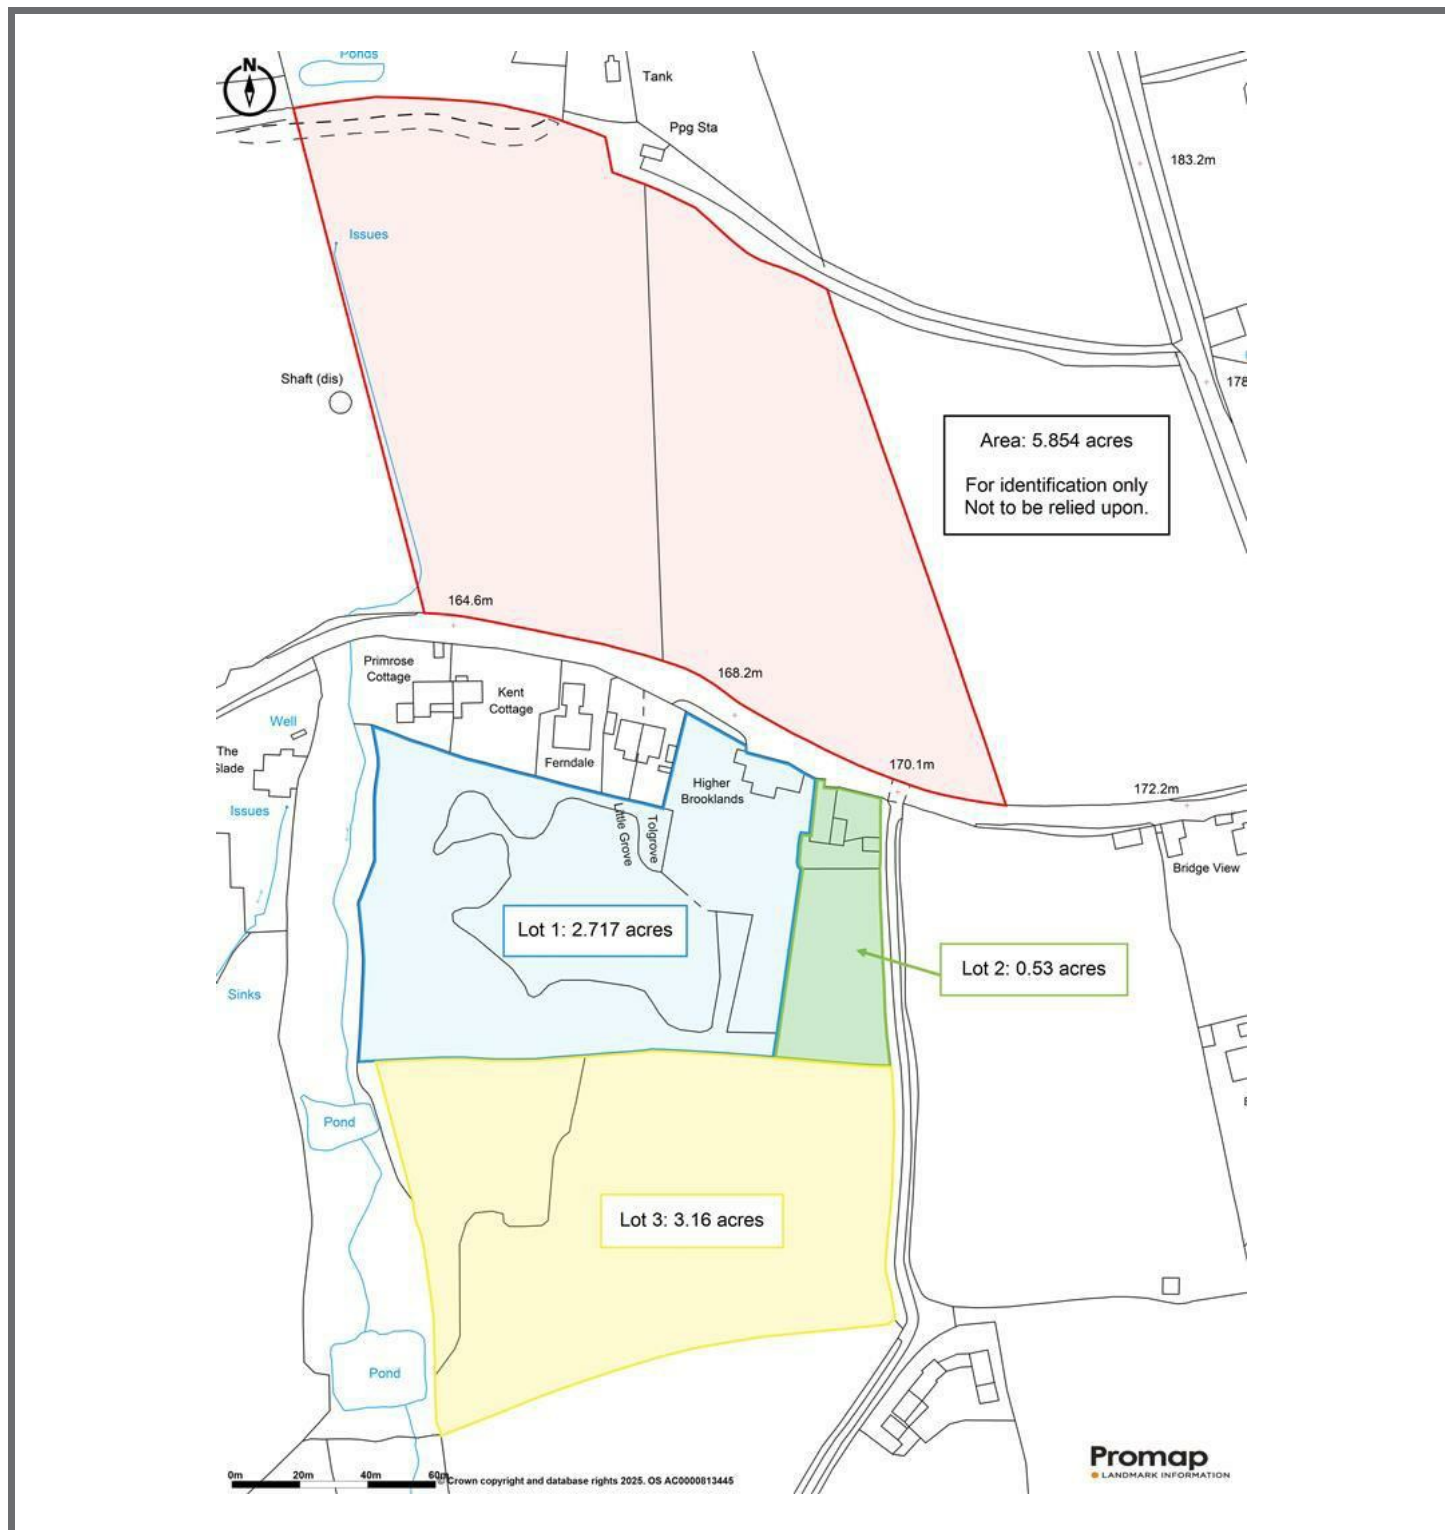 Ponds
N
Tank
Ppg Sta
183.2m
Issues
Shaft (dis)
178
Area: 5.854 acres
For identification only
Not to be relied upon.
164.6m
168.2m
Primrose
Cottage
Kent
Cottage
Well
The
Slade
Ferndale
170.1m
Higher
Brooklands
172.2m
Issues
Little Grove
Tolgrove
Bridge View
Lot 1: 2.717 acres
Lot 2: 0.53 acres
Sinks
Pond
Lot 3: 3.16 acres
Pond
Promap
LANDMARK INFORMATION
0m 20m 40m 60m
© Crown copyright and database rights 2025. OS AC0000813445